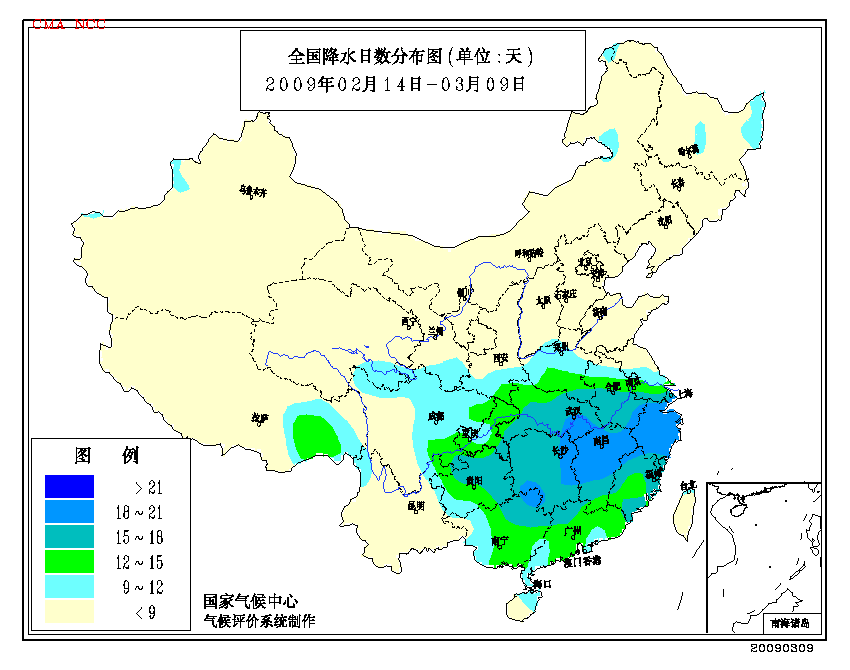 CMA NCC
全国降水日数分布图(单位:天)
2009年02月14日-03月09日
哈尔滨
长春
乌鲁木齐
沈阳
呼和浩特
北京
天津
银川
太原
石家庄
济南
西宁
兰州
西安
郑州
合肥
南京
上海
拉萨
成都
重庆
武汉
长沙
南昌
贵阳
福州
台北
昆明
南宁
广州
澳门
香港
海口
图 例
>21
18~21
15~18
12~15
9~12
<9
国家气候中心
气候评价系统制作
南海诸岛
20090309